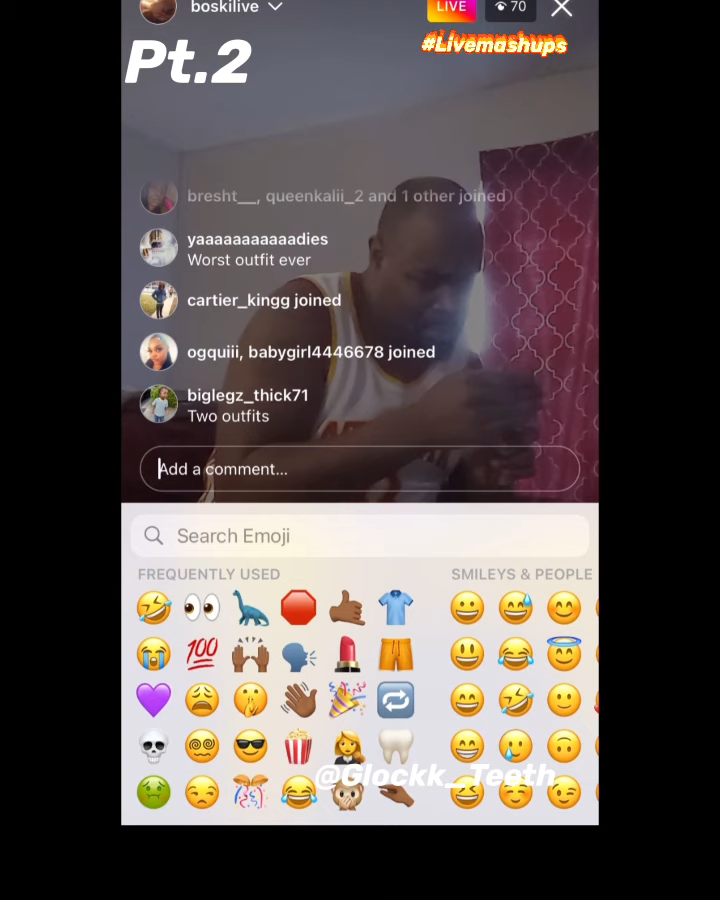 boskilive
LIVE
70
#Livemashups
Pt.2
bresht__, queenkalii_2 and 1 other joined
yaaaaaaaaaaadies
Worst outfit ever
cartier_kingg joined
ogquiii, babygirl4446678 joined
biglegz_thick71
Two outfits
Add a comment...
Search Emoji
FREQUENTLY USED
SMILEYS & PEOPLE
100
@Glockk_Teeth